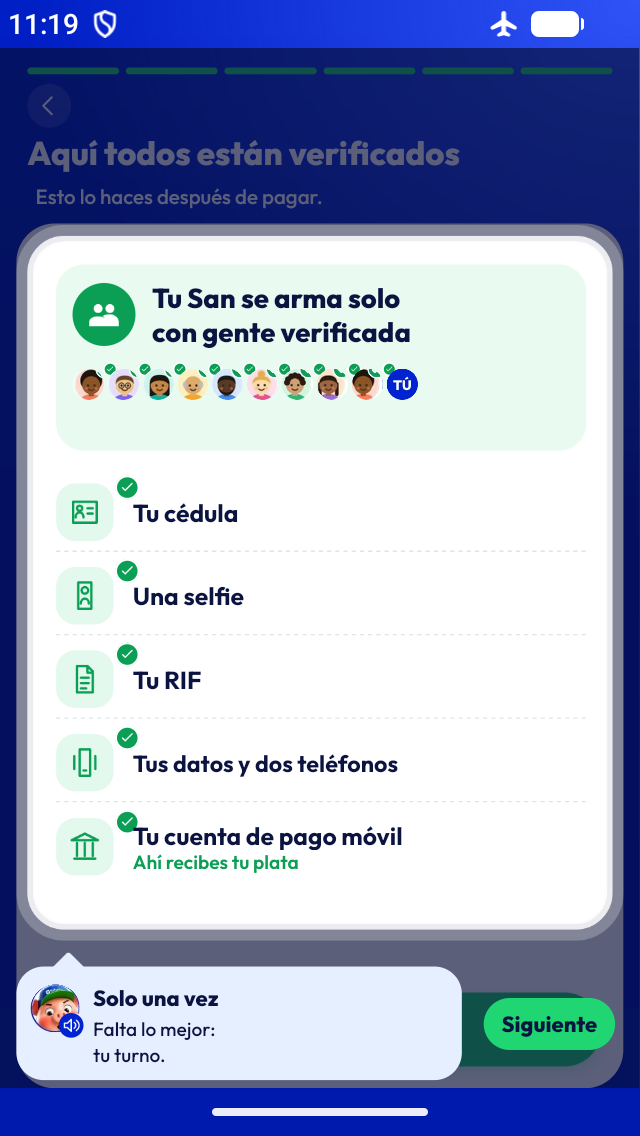 11:19
Aquí todos están verificados
Esto lo haces después de pagar.
Tu San se arma solo
con gente verificada
TÚ
Tu cédula
Una selfie
Tu RIF
Tus datos y dos teléfonos
Tu cuenta de pago móvil
Ahí recibes tu plata
Solo una vez
Falta lo mejor:
tu turno.
Siguiente